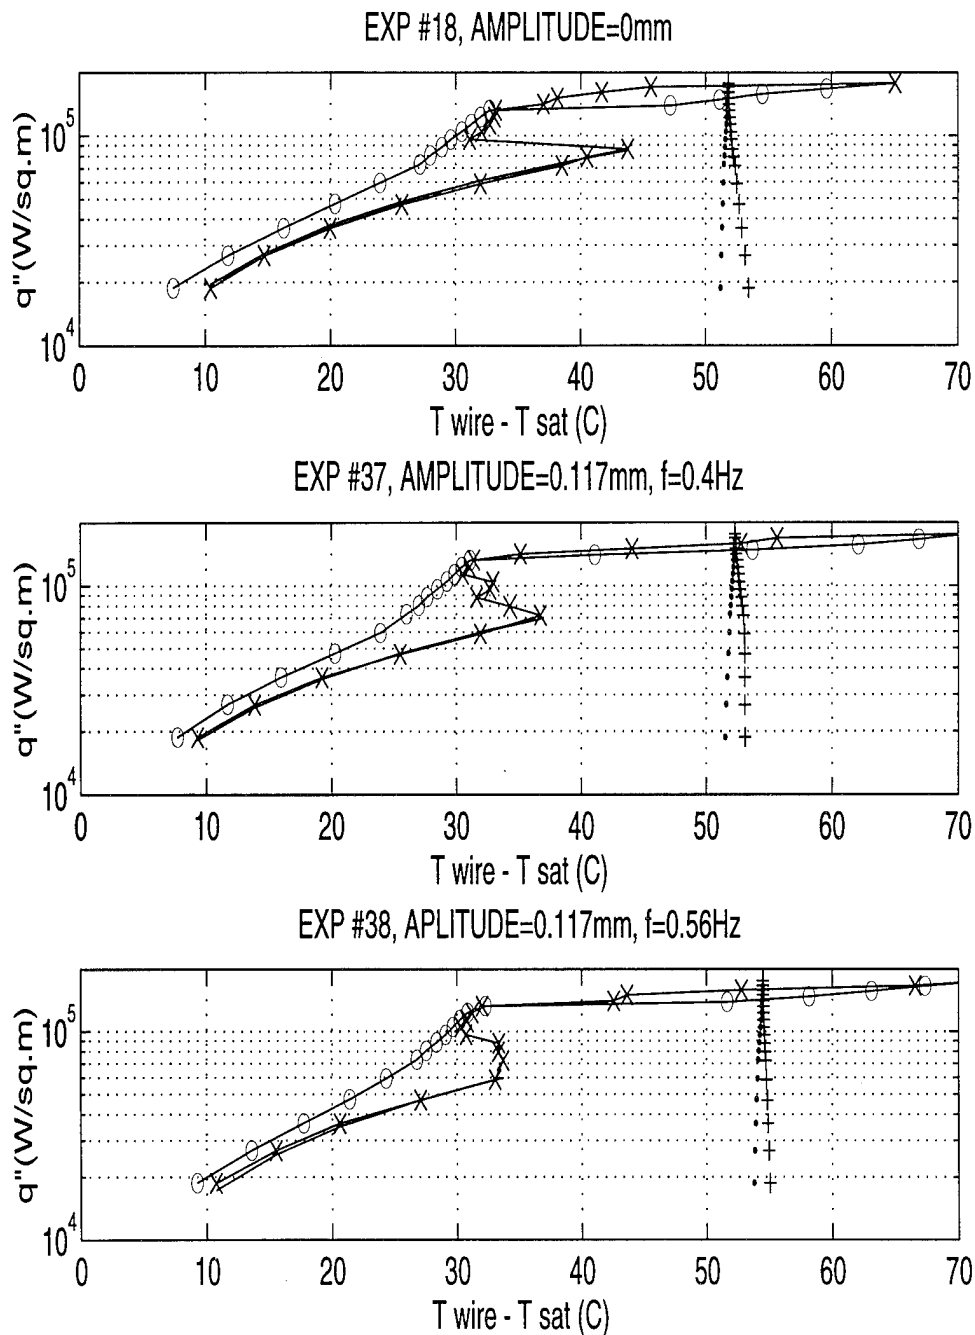 EXP #18, AMPLITUDE=0mm
q"(W/sq.m)
10^5
10^4
0 10 20 30 40 50 60 70
T wire - T sat (C)
EXP #37, AMPLITUDE=0.117mm, f=0.4Hz
q"(W/sq.m)
10^5
10^4
0 10 20 30 40 50 60 70
T wire - T sat (C)
EXP #38, APLITUDE=0.117mm, f=0.56Hz
q"(W/sq.m)
10^5
10^4
0 10 20 30 40 50 60 70
T wire - T sat (C)